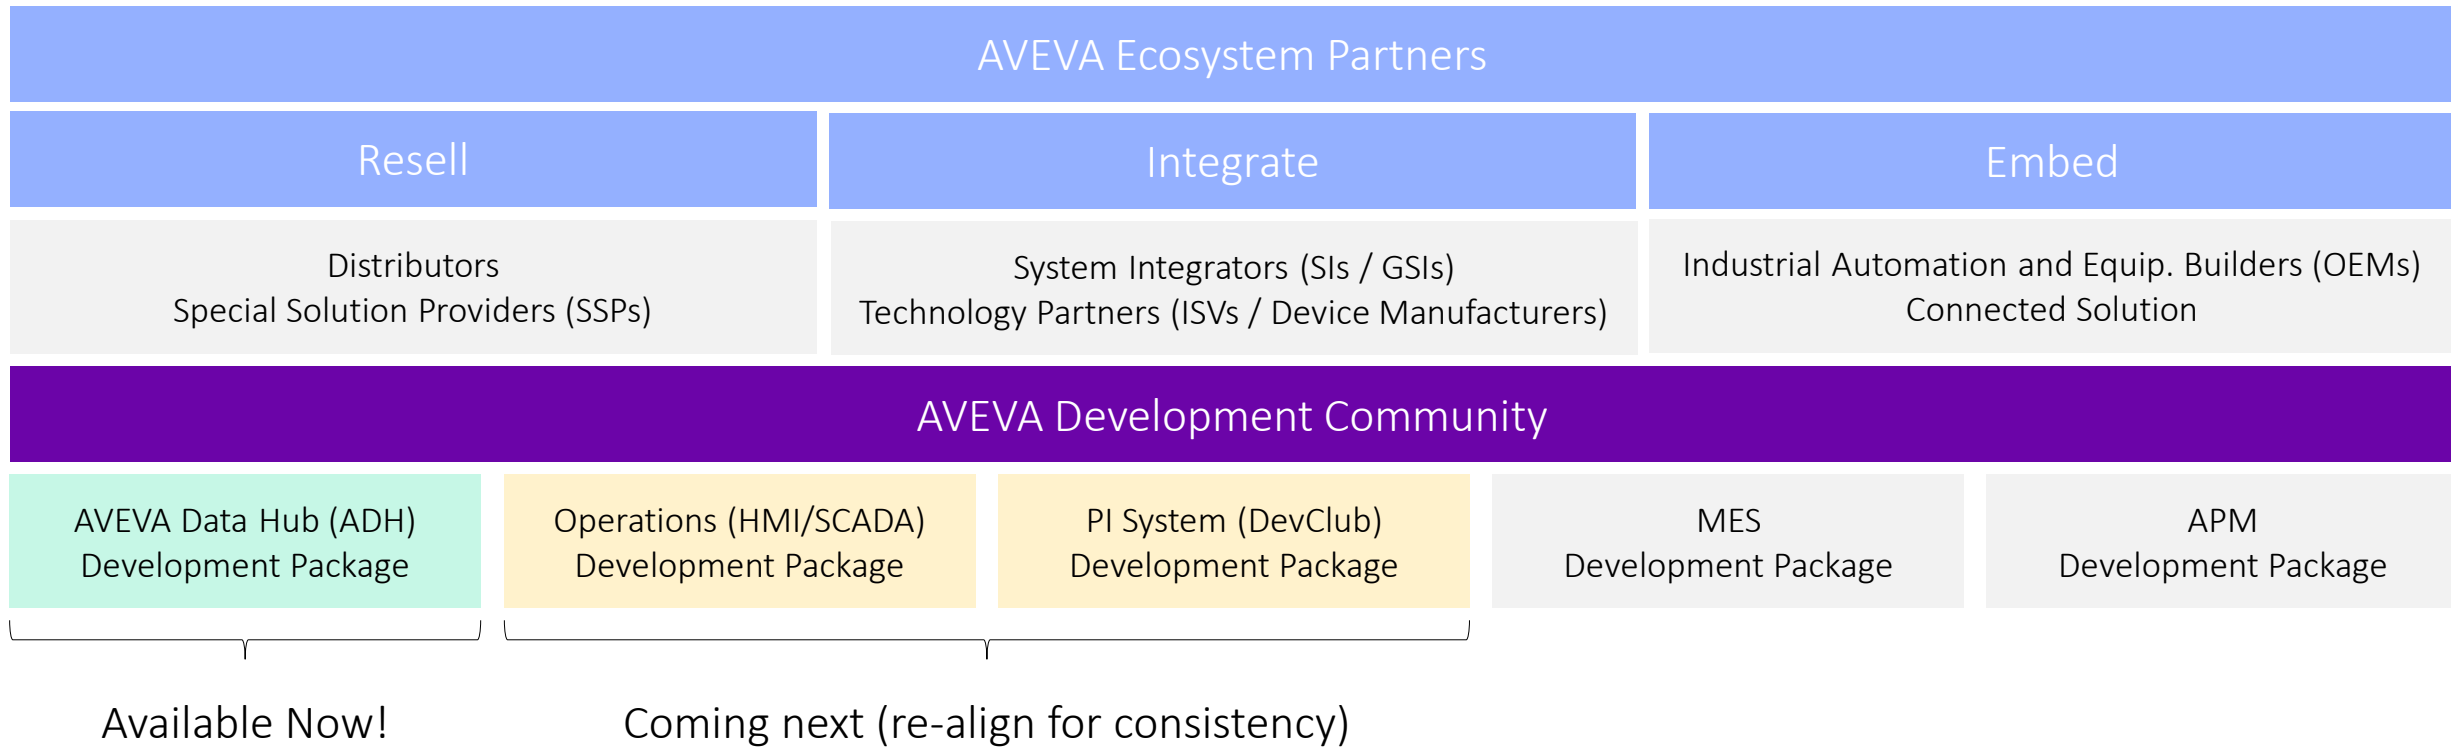 AVEVA Ecosystem Partners
Resell
Integrate
Embed
Distributors
Special Solution Providers (SSPs)
System Integrators (SIs / GSIs)
Technology Partners (ISVs / Device Manufacturers)
Industrial Automation and Equip. Builders (OEMs)
Connected Solution
AVEVA Development Community
AVEVA Data Hub (ADH)
Development Package
Operations (HMI/SCADA)
Development Package
PI System (DevClub)
Development Package
MES
Development Package
APM
Development Package
Available Now!
Coming next (re-align for consistency)